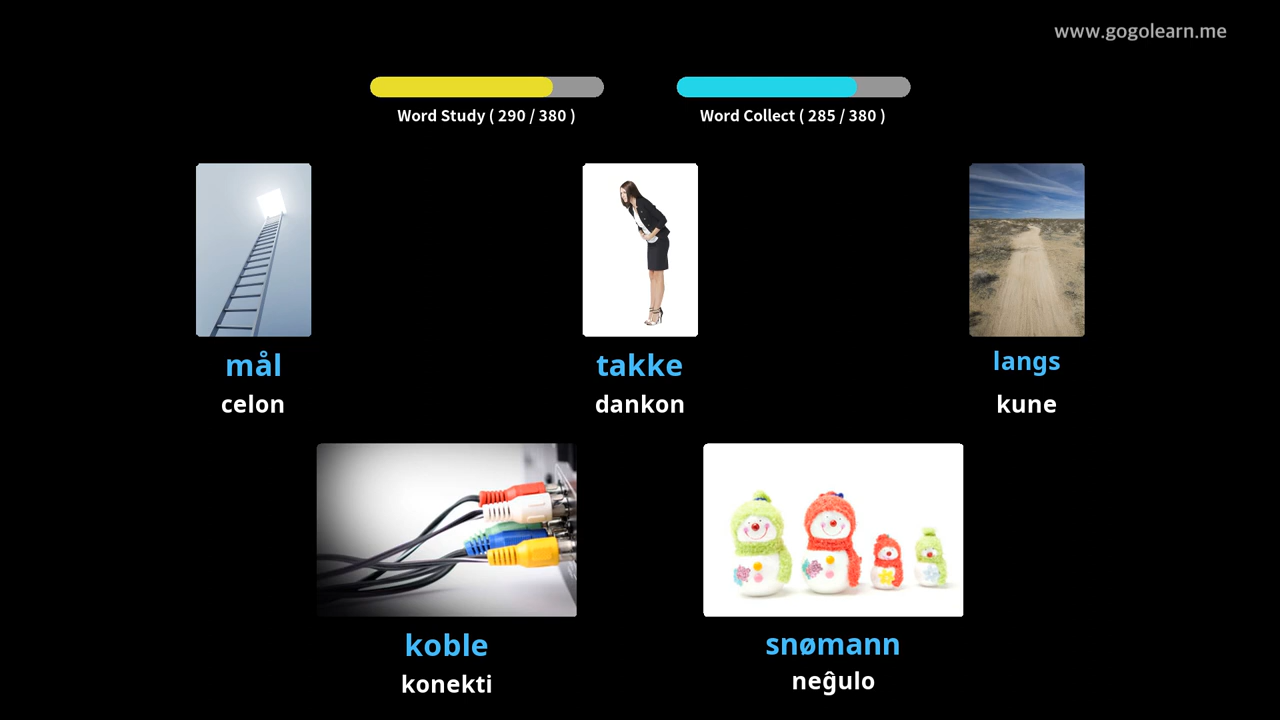 www.gogolearn.me
Word Study ( 290 / 380 )
Word Collect ( 285 / 380 )
mål
celon
takke
dankon
langs
kune
koble
konekti
snømann
neĝulo